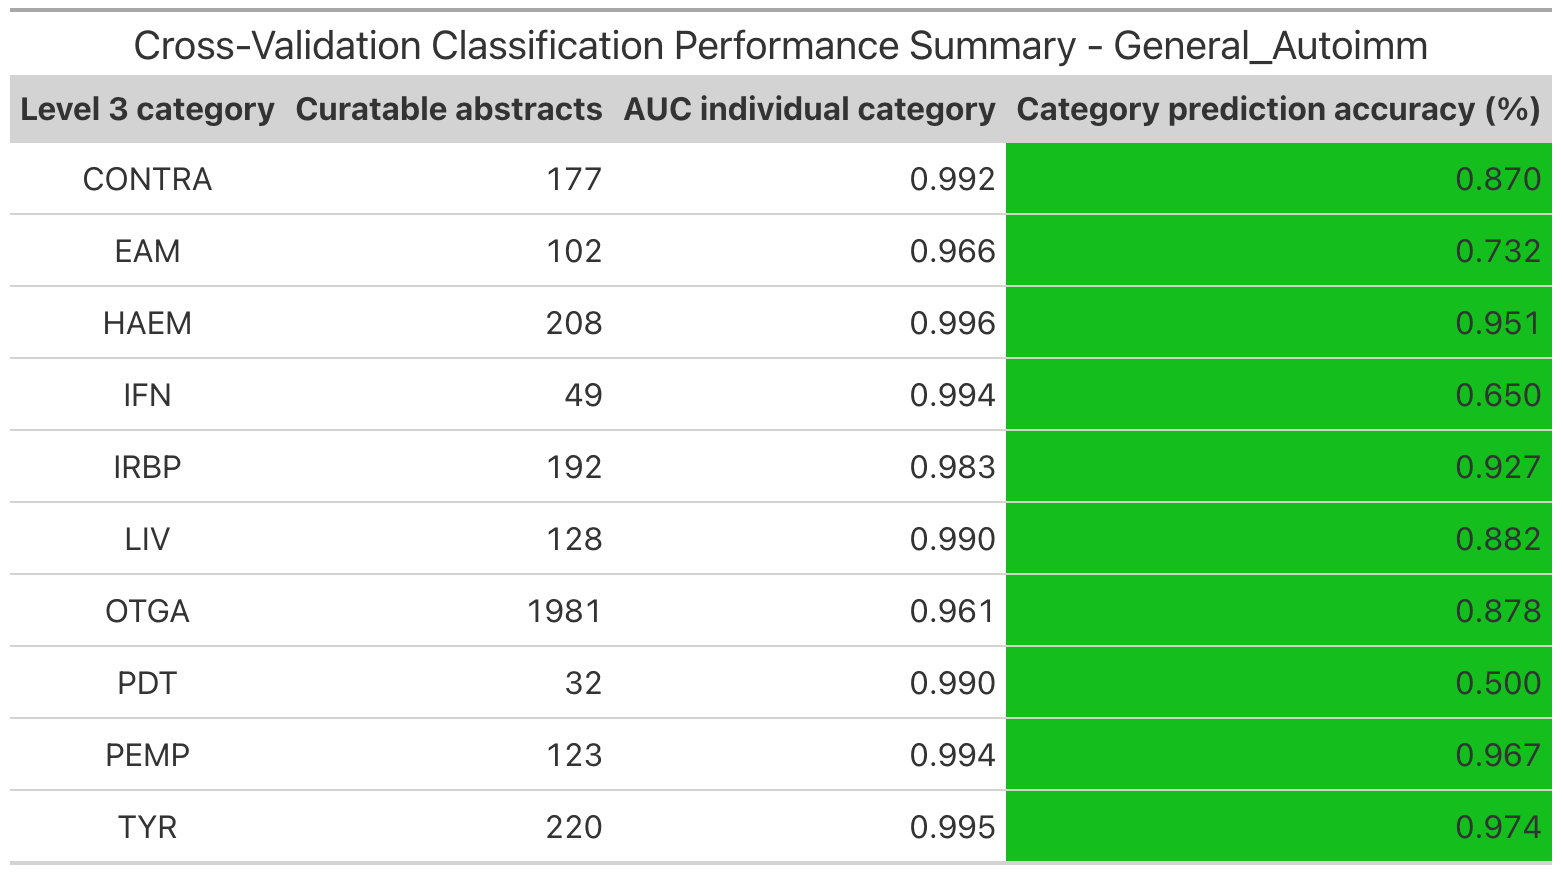 Cross-Validation Classification Performance Summary - General_Autoimm
Level 3 category Curatable abstracts AUC individual category Category prediction accuracy (%)
CONTRA 177 0.992 0.870
EAM 102 0.966 0.732
HAEM 208 0.996 0.951
IFN 49 0.994 0.650
IRBP 192 0.983 0.927
LIV 128 0.990 0.882
OTGA 1981 0.961 0.878
PDT 32 0.990 0.500
PEMP 123 0.994 0.967
TYR 220 0.995 0.974